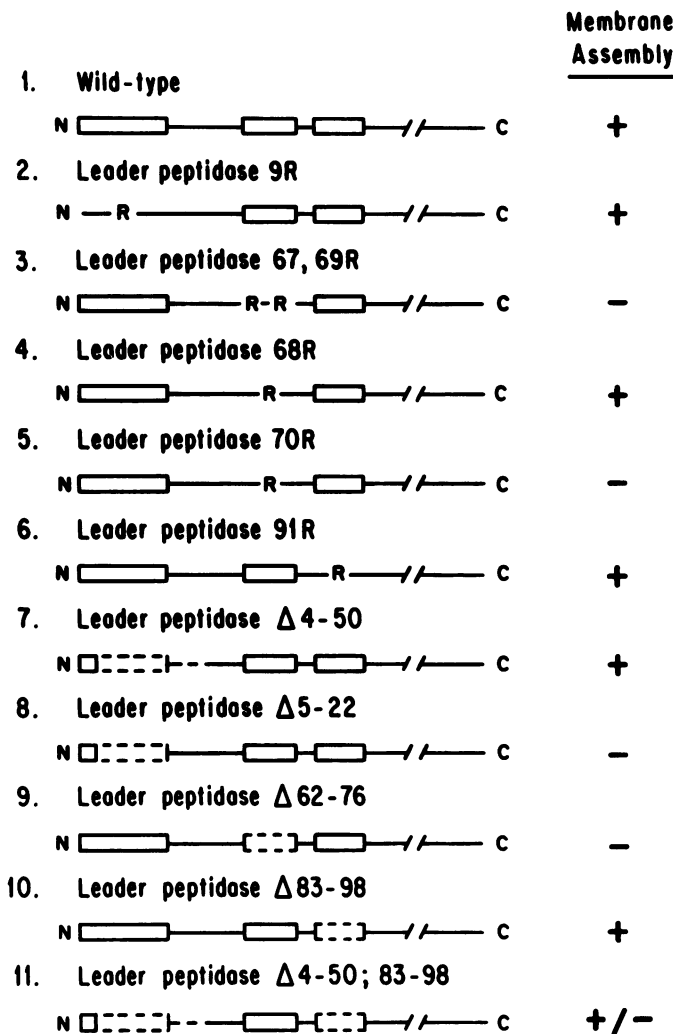 Membrane
Assembly
1. Wild-type
N C +
2. Leader peptidase 9R
N R C +
3. Leader peptidase 67, 69R
N R-R C -
4. Leader peptidase 68R
N R C +
5. Leader peptidase 70R
N R C -
6. Leader peptidase 91R
N R C +
7. Leader peptidase Δ4-50
N C +
8. Leader peptidase Δ5-22
N C -
9. Leader peptidase Δ62-76
N C -
10. Leader peptidase Δ83-98
N C +
11. Leader peptidase Δ4-50; 83-98
N C +/-